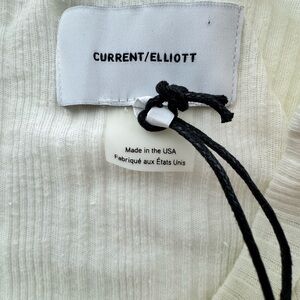 CURRENT/ELLIOTT
Made in the USA
Fabriqué aux États Unis